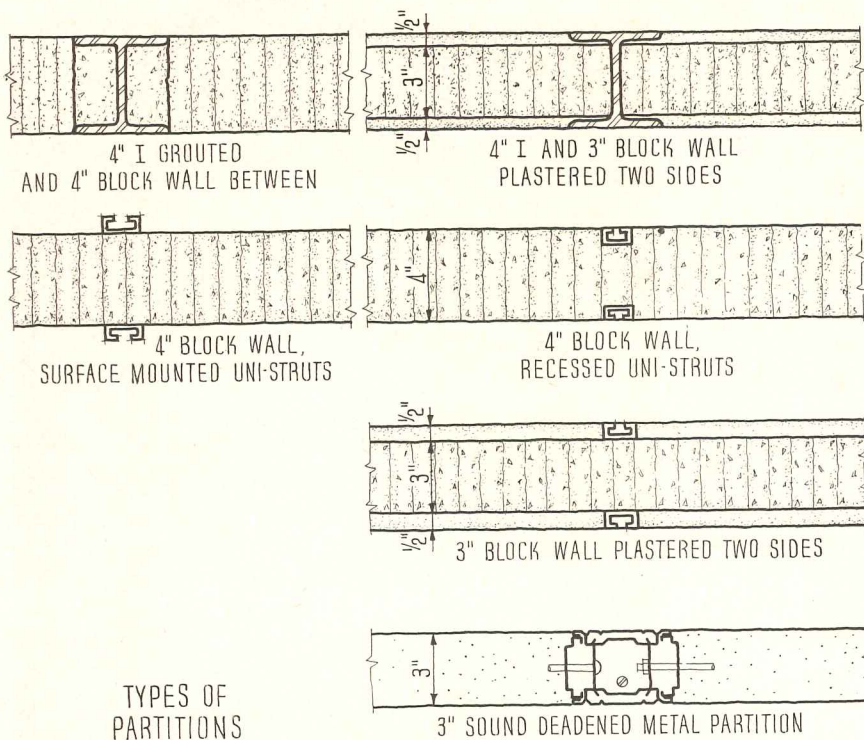 1/2"
3"
1/2"
4" I GROUTED
AND 4" BLOCK WALL BETWEEN
4" I AND 3" BLOCK WALL
PLASTERED TWO SIDES
4" BLOCK WALL,
SURFACE MOUNTED UNI-STRUTS
4"
4" BLOCK WALL,
RECESSED UNI-STRUTS
1/2"
3"
1/2"
3" BLOCK WALL PLASTERED TWO SIDES
3"
3" SOUND DEADENED METAL PARTITION
TYPES OF
PARTITIONS